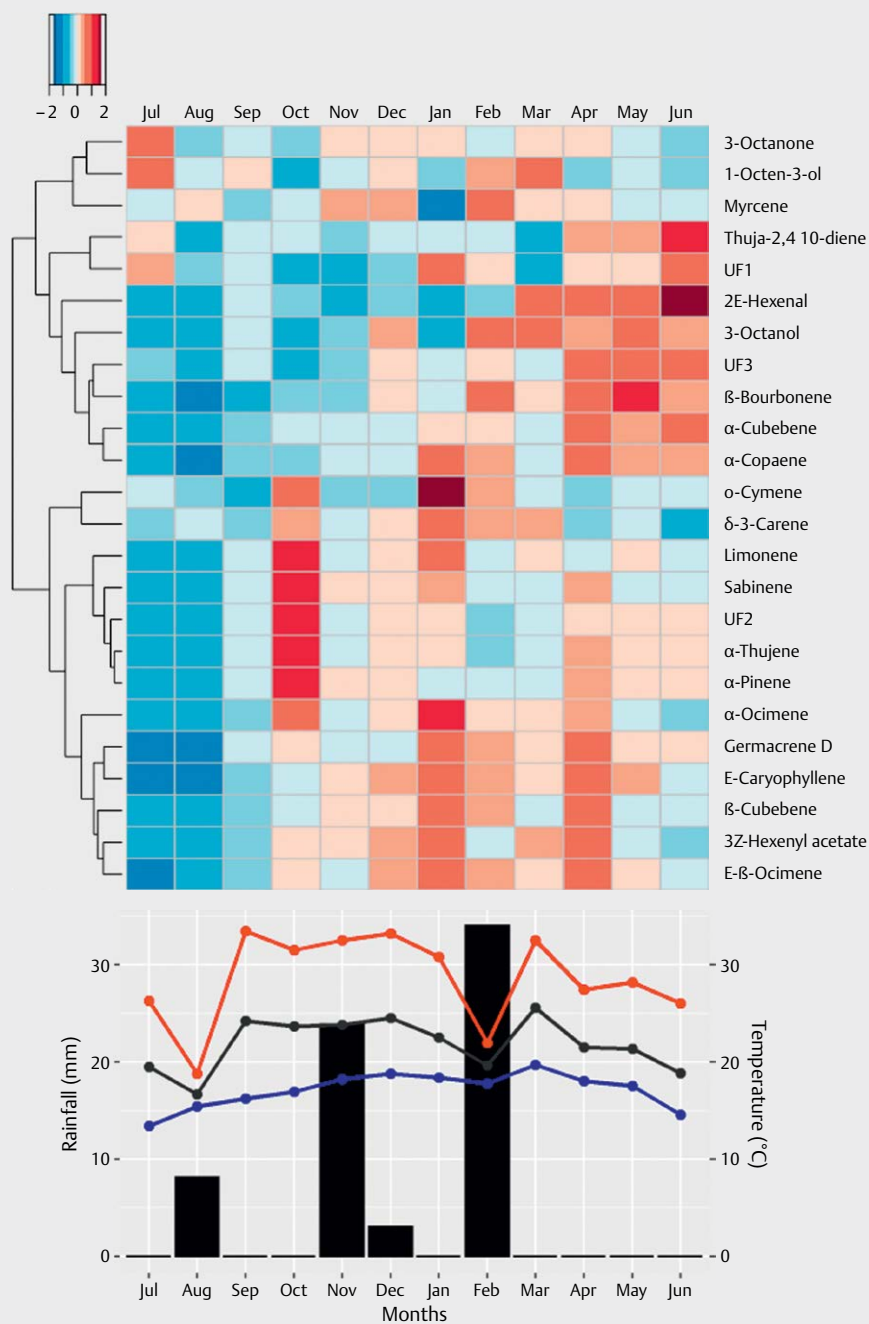 −2 0 2
Jul Aug Sep Oct Nov Dec Jan Feb Mar Apr May Jun
3-Octanone
1-Octen-3-ol
Myrcene
Thuja-2,4 10-diene
UF1
2E-Hexenal
3-Octanol
UF3
ß-Bourbonene
α-Cubebene
α-Copaene
o-Cymene
δ-3-Carene
Limonene
Sabinene
UF2
α-Thujene
α-Pinene
α-Ocimene
Germacrene D
E-Caryophyllene
ß-Cubebene
3Z-Hexenyl acetate
E-ß-Ocimene
Rainfall (mm)
30
20
10
0
30
20
10
0
Temperature (°C)
Jul Aug Sep Oct Nov Dec Jan Feb Mar Apr May Jun
Months